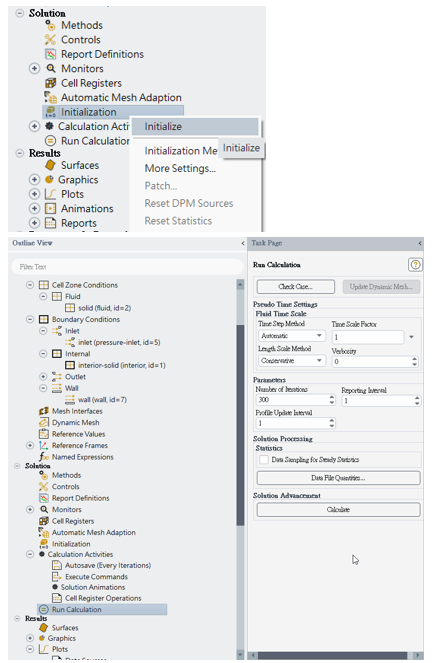 Solution
Methods
Controls
Report Definitions
Monitors
Cell Registers
Automatic Mesh Adaption
Initialization
Calculation Acti
Initialize
Run Calculation
Initialization Me
Initialize
Results
Surfaces
More Settings...
Graphics
Patch...
Plots
Reset DPM Sources
Animations
Reports
Reset Statistics
Outline View
Filter Text
Cell Zone Conditions
Fluid
solid (fluid, id=2)
Boundary Conditions
Inlet
inlet (pressure-inlet, id=5)
Internal
interior-solid (interior, id=1)
Outlet
Wall
wall (wall, id=7)
Mesh Interfaces
Dynamic Mesh
Reference Values
Reference Frames
Named Expressions
Solution
Methods
Controls
Report Definitions
Monitors
Cell Registers
Automatic Mesh Adaption
Initialization
Calculation Activities
Autosave (Every Iterations)
Execute Commands
Solution Animations
Cell Register Operations
Run Calculation
Results
Surfaces
Graphics
Plots
Task Page
Run Calculation
Check Case...
Update Dynamic Mesh...
Pseudo Time Settings
Fluid Time Scale
Time Step Method
Time Scale Factor
Automatic
1
Length Scale Method
Verbosity
Conservative
0
Parameters
Number of Iterations
Reporting Interval
300
1
Profile Update Interval
1
Solution Processing
Statistics
Data Sampling for Steady Statistics
Data File Quantities...
Solution Advancement
Calculate